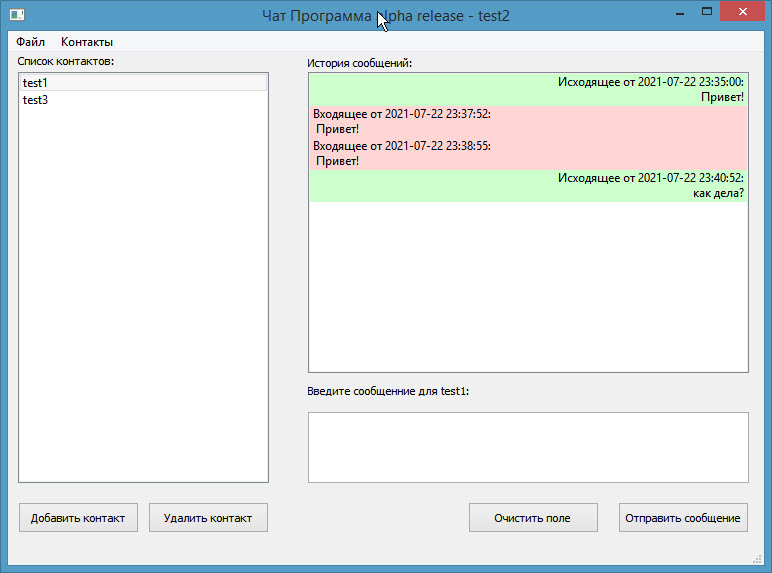 Чат Программа alpha release - test2
Файл Контакты
Список контактов:
test1
test3
История сообщений:
Исходящее от 2021-07-22 23:35:00:
Привет!
Входящее от 2021-07-22 23:37:52:
Привет!
Входящее от 2021-07-22 23:38:55:
Привет!
Исходящее от 2021-07-22 23:40:52:
как дела?
Введите сообщенние для test1:
Добавить контакт
Удалить контакт
Очистить поле
Отправить сообщение